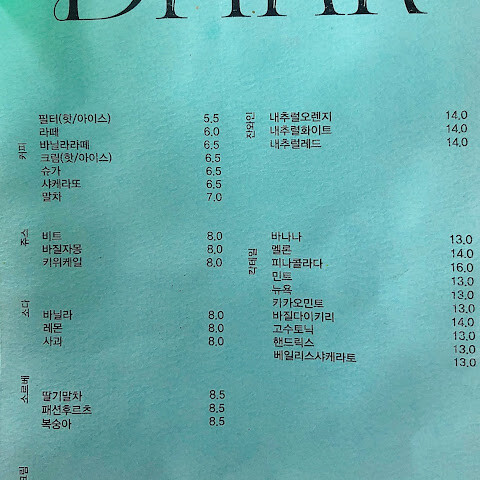 커피
필터(핫/아이스) 5.5
라떼 6.0
바닐라라떼 6.5
크림(핫/아이스) 6.5
슈가 6.5
샤케라또 6.5
말차 7.0
주스
비트 8.0
바질자몽 8.0
키위케일 8.0
소다
바닐라 8.0
레몬 8.0
사과 8.0
소르베
딸기말차 8.5
패션후르츠 8.5
복숭아 8.5
잔와인
내추럴오렌지 14.0
내추럴화이트 14.0
내추럴레드 14.0
칵테일
바나나 13.0
멜론 14.0
피나콜라다 16.0
민트 13.0
뉴욕 13.0
키카오민트 13.0
바질다이키리 14.0
고수토닉 13.0
핸드릭스 13.0
베일리스샤케라토 13.0